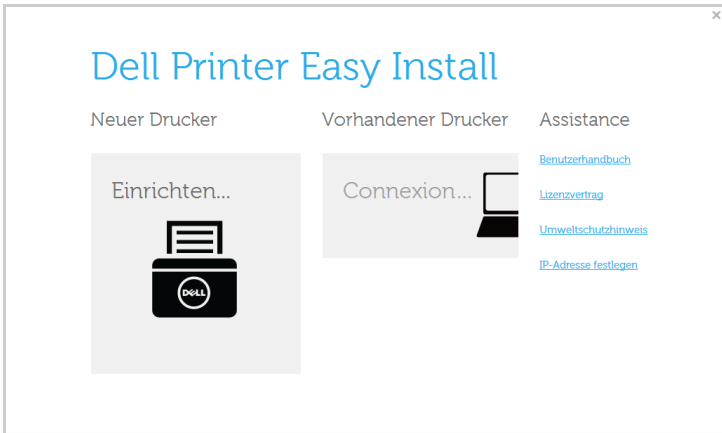 Dell Printer Easy Install
Neuer Drucker
Einrichten...
DELL
Vorhandener Drucker
Connexion...
Assistance
Benutzerhandbuch
Lizenzvertrag
Umweltschutzhinweis
IP-Adresse festlegen